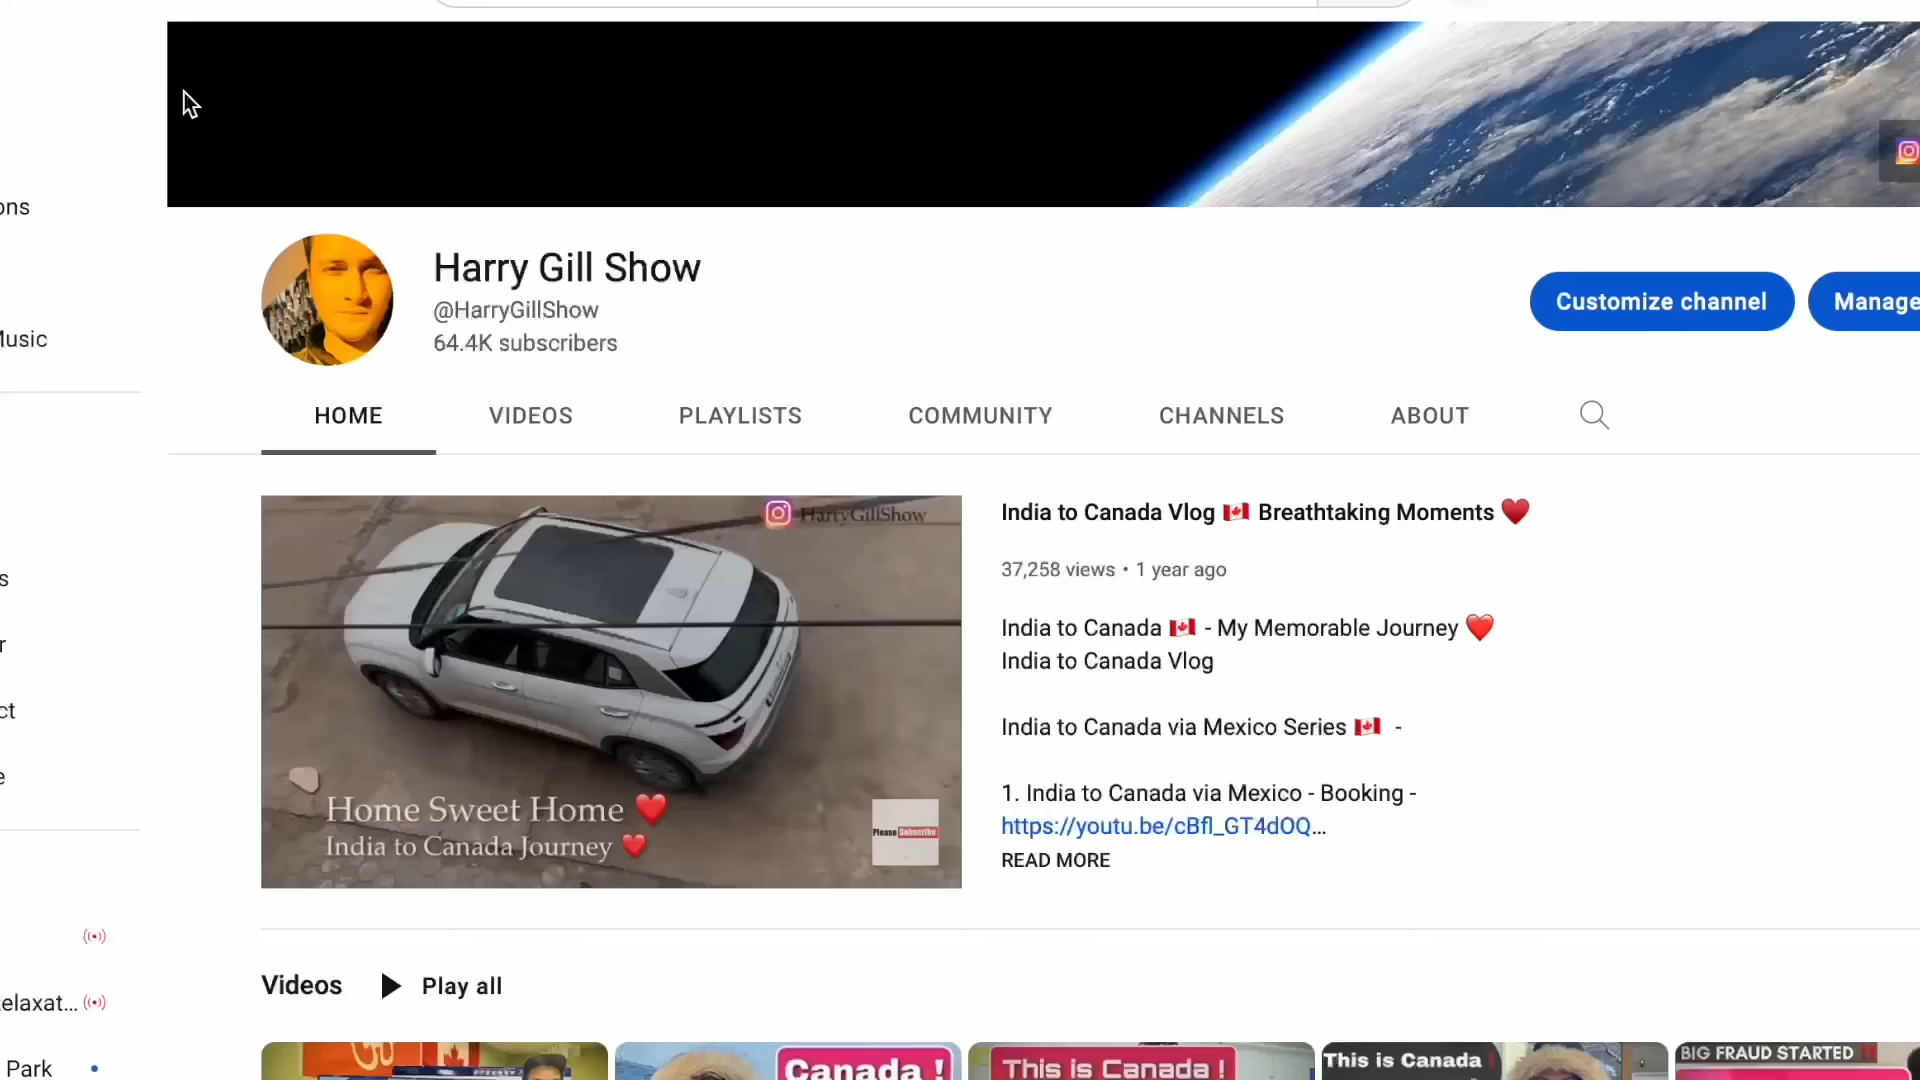 ons
Music
s
r
ct
e
elaxat...
Park
Harry Gill Show
@HarryGillShow
64.4K subscribers
Customize channel
Manage
HOME
VIDEOS
PLAYLISTS
COMMUNITY
CHANNELS
ABOUT
HarryGillShow
Home Sweet Home ❤️
India to Canada Journey ❤️
Please Subscribe
India to Canada Vlog 🇨🇦 Breathtaking Moments ♥️
37,258 views • 1 year ago
India to Canada 🇨🇦 - My Memorable Journey ❤️
India to Canada Vlog
India to Canada via Mexico Series 🇨🇦 -
1. India to Canada via Mexico - Booking -
https://youtu.be/cBfl_GT4dOQ...
READ MORE
Videos
Play all
Canada !
This is Canada !
This is Canada
BIG FRAUD STARTED ‼️